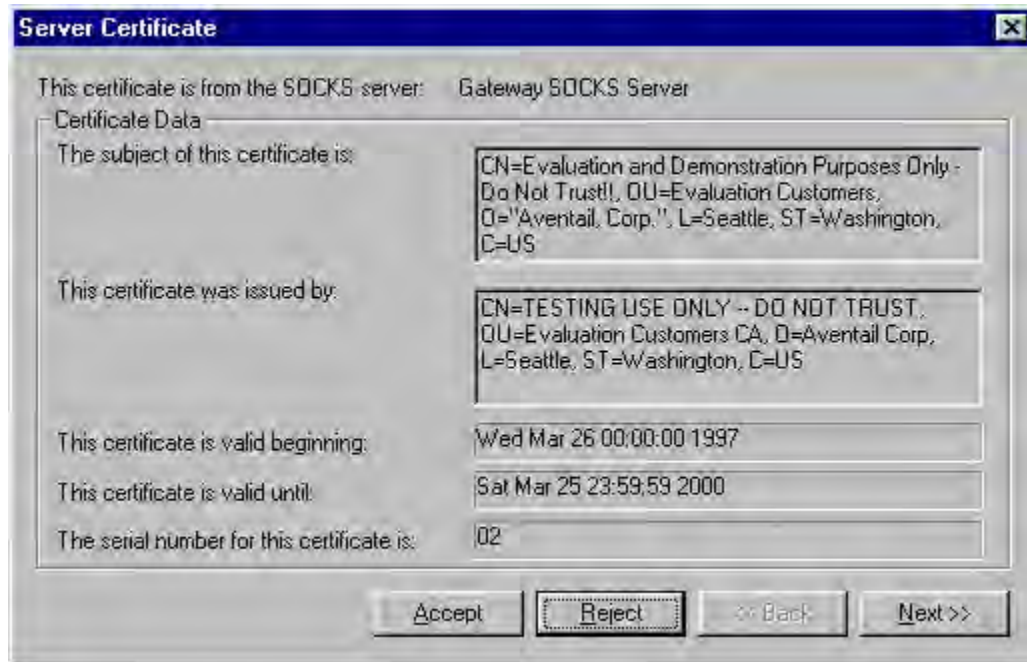 Server Certificate
This certificate is from the SOCKS server: Gateway SOCKS Server
Certificate Data
The subject of this certificate is:
CN=Evaluation and Demonstration Purposes Only -
Do Not Trust!!, OU=Evaluation Customers,
O="Aventail, Corp.", L=Seattle, ST=Washington,
C=US
This certificate was issued by:
CN=TESTING USE ONLY -- DO NOT TRUST,
OU=Evaluation Customers CA, O=Aventail Corp,
L=Seattle, ST=Washington, C=US
This certificate is valid beginning:
Wed Mar 26 00:00:00 1997
This certificate is valid until:
Sat Mar 25 23:59:59 2000
The serial number for this certificate is:
02
Accept
Reject
<< Back
Next >>